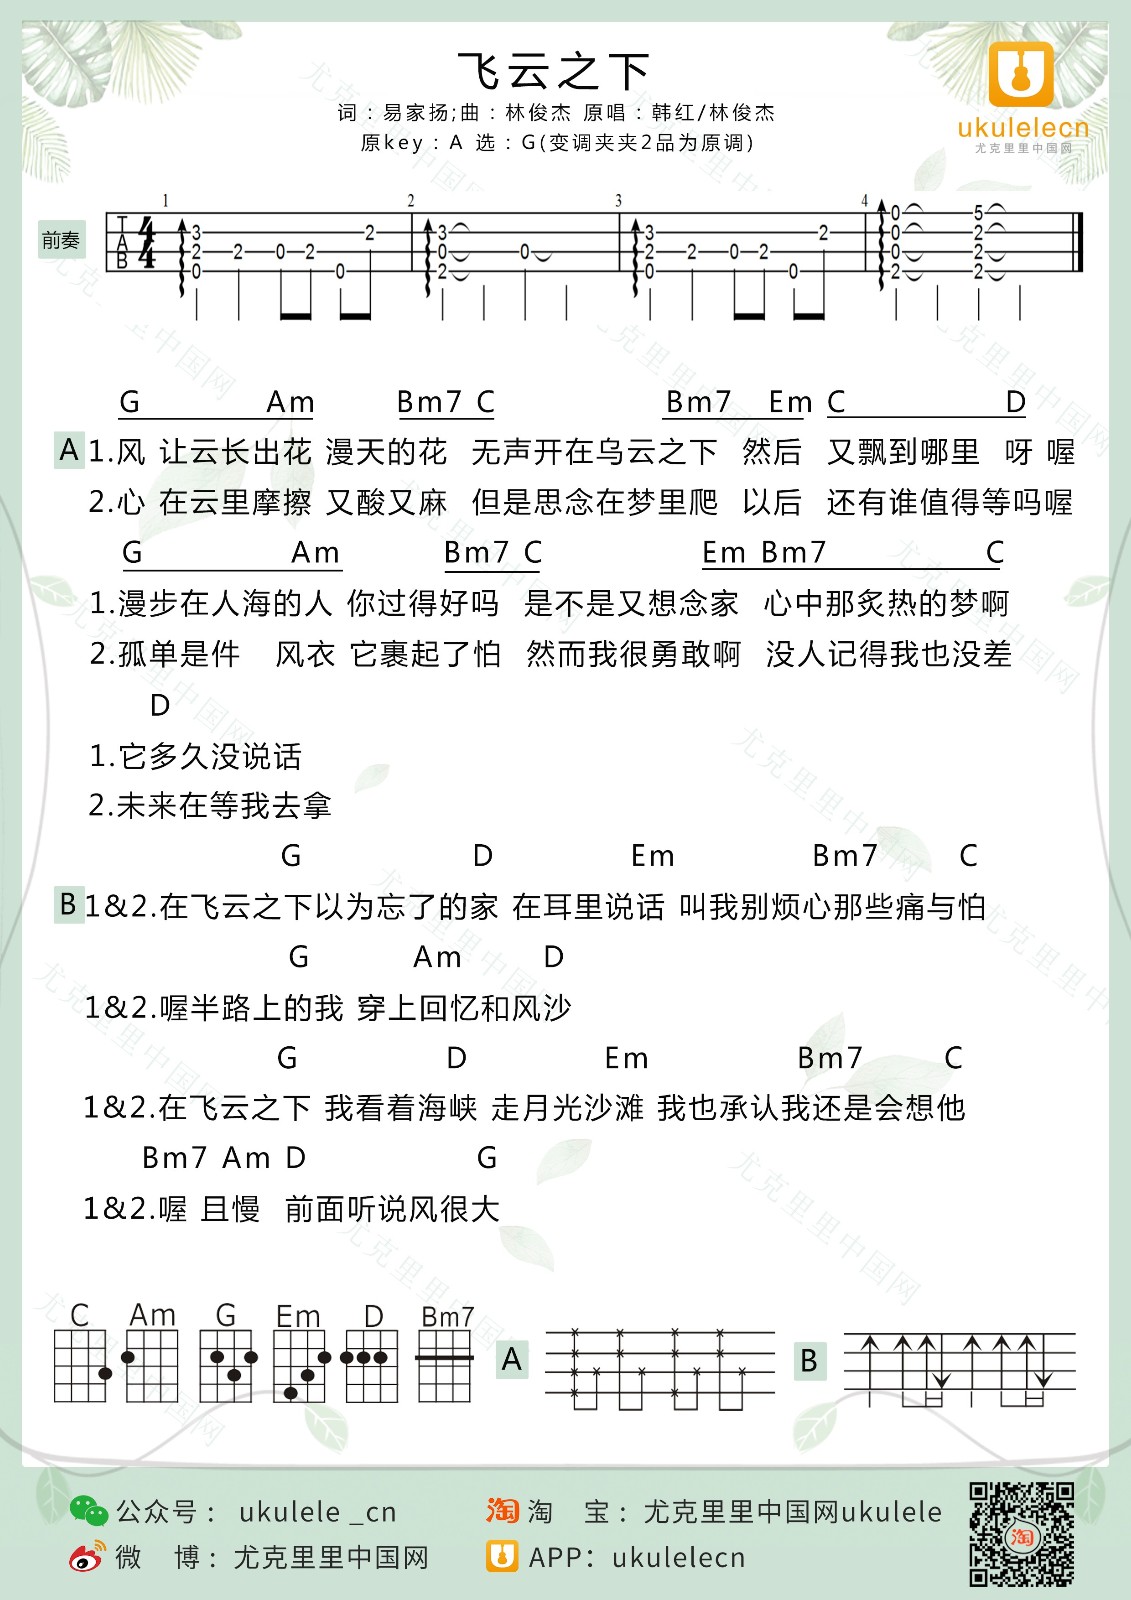 飞云之下
词：易家扬;曲：林俊杰 原唱：韩红/林俊杰
原key：A 选：G(变调夹夹2品为原调)
ukulelecn
尤克里里中国网
前奏
1 2 3 4
T A B 4 4
3 2 0 2 0 2 0 2 3 0 2 0 3 2 0 2 0 2 0 2 0 0 0 2 5 2 2 2
G Am Bm7 C Bm7 Em C D
A 1.风 让云长出花 漫天的花 无声开在乌云之下 然后 又飘到哪里 呀 喔
2.心 在云里摩擦 又酸又麻 但是思念在梦里爬 以后 还有谁值得等吗喔
G Am Bm7 C Em Bm7 C
1.漫步在人海的人 你过得好吗 是不是又想念家 心中那炙热的梦啊
2.孤单是件 风衣 它裹起了怕 然而我很勇敢啊 没人记得我也没差
D
1.它多久没说话
2.未来在等我去拿
G D Em Bm7 C
B 1&2.在飞云之下以为忘了的家 在耳里说话 叫我别烦心那些痛与怕
G Am D
1&2.喔半路上的我 穿上回忆和风沙
G D Em Bm7 C
1&2.在飞云之下 我看着海峡 走月光沙滩 我也承认我还是会想他
Bm7 Am D G
1&2.喔 且慢 前面听说风很大
C Am G Em D Bm7
A B
公众号： ukulele _cn
淘 淘 宝：尤克里里中国网ukulele
微 博：尤克里里中国网
APP：ukulelecn
淘
尤克里里中国网